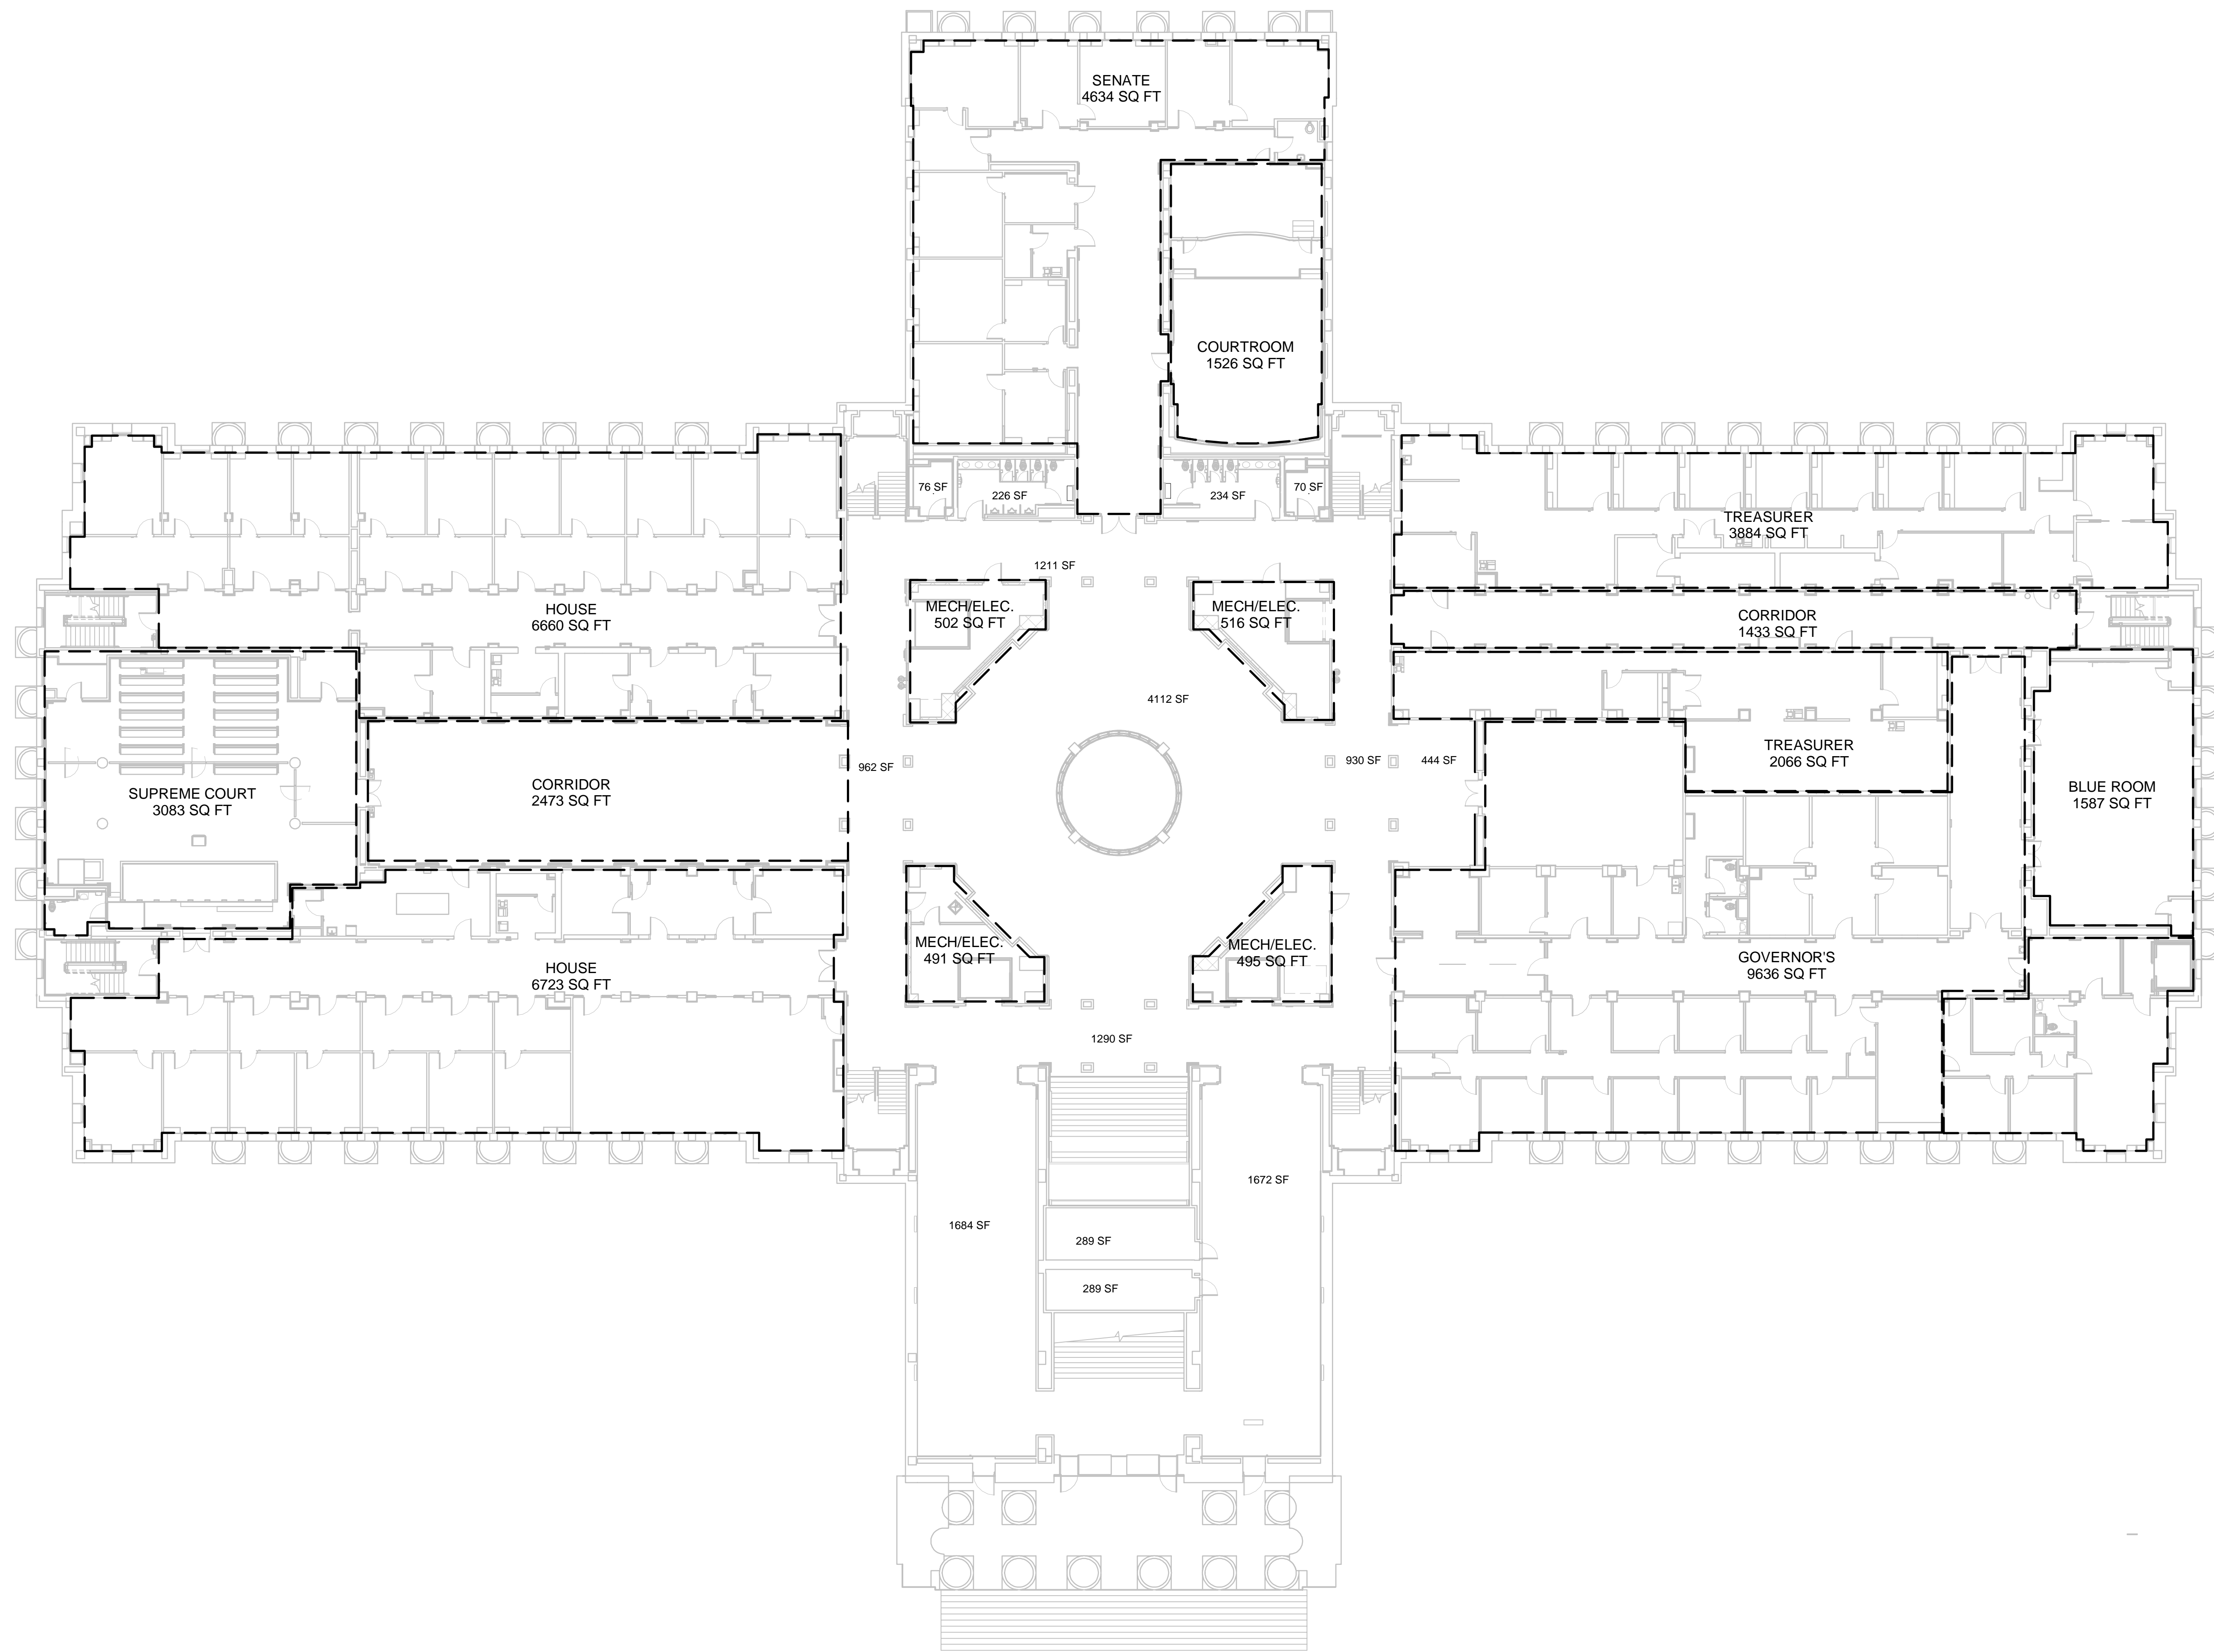 SENATE
4634 SQ FT
COURTROOM
1526 SQ FT
76 SF
226 SF
234 SF
70 SF
TREASURER
3884 SQ FT
1211 SF
HOUSE
6660 SQ FT
MECH/ELEC.
502 SQ FT
MECH/ELEC.
516 SQ FT
CORRIDOR
1433 SQ FT
4112 SF
SUPREME COURT
3083 SQ FT
CORRIDOR
2473 SQ FT
962 SF
930 SF
444 SF
TREASURER
2066 SQ FT
BLUE ROOM
1587 SQ FT
HOUSE
6723 SQ FT
MECH/ELEC.
491 SQ FT
MECH/ELEC.
495 SQ FT
GOVERNOR'S
9636 SQ FT
1290 SF
1684 SF
1672 SF
289 SF
289 SF